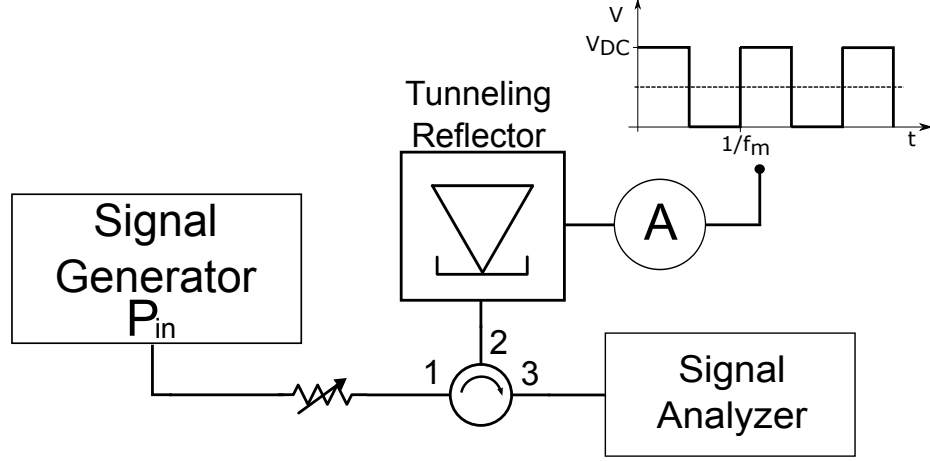 V
VDC
1/fm
t
Tunneling
Reflector
A
Signal
Generator
Pin
1
2
3
Signal
Analyzer